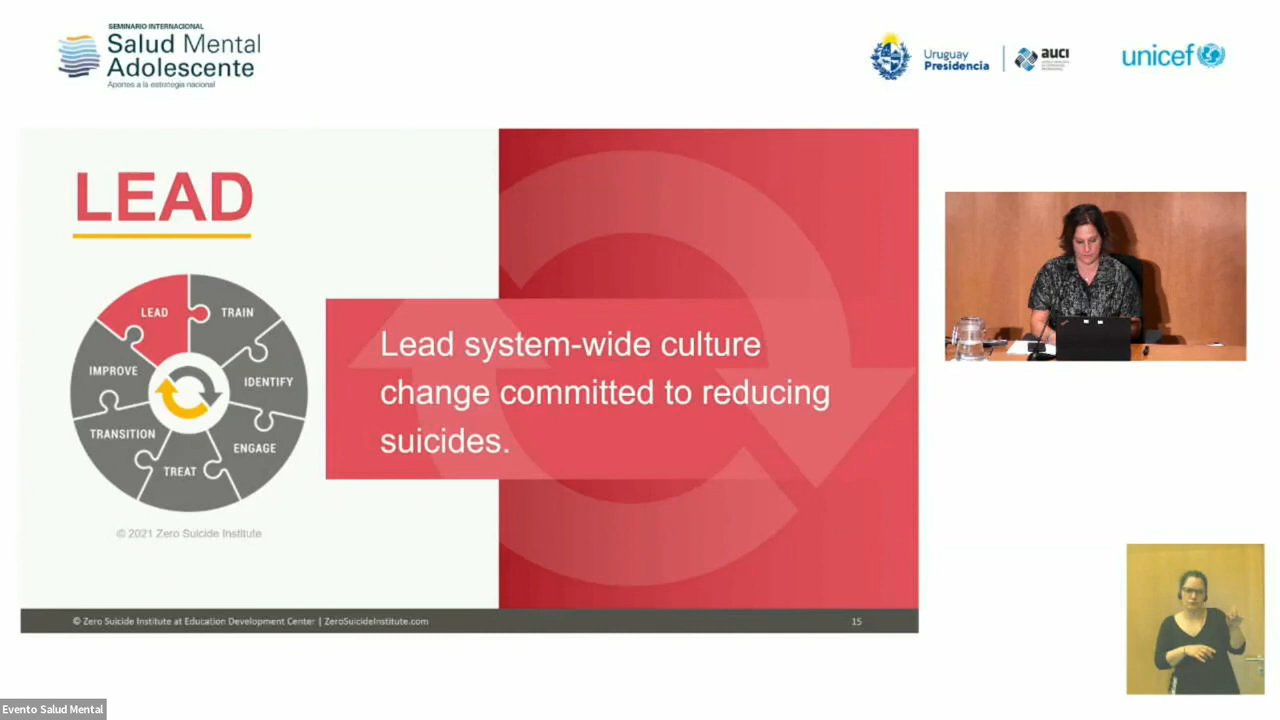 SEMINARIO INTERNACIONAL
Salud Mental
Adolescente
Aportes a la estrategia nacional
Uruguay
Presidencia
auci
unicef
LEAD
LEAD
TRAIN
IMPROVE
IDENTIFY
TRANSITION
ENGAGE
TREAT
© 2021 Zero Suicide Institute
Lead system-wide culture
change committed to reducing
suicides.
© Zero Suicide Institute at Education Development Center | ZeroSuicideInstitute.com
15
Evento Salud Mental